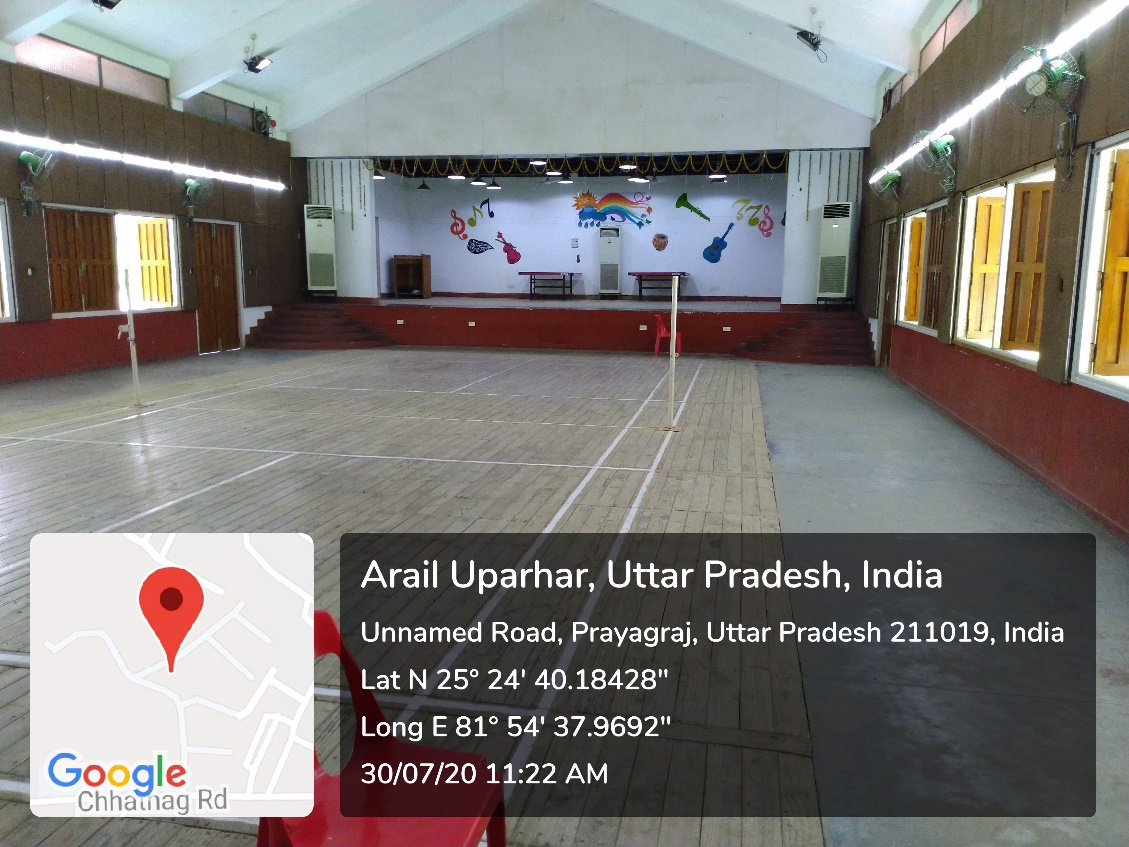 Arail Uparhar, Uttar Pradesh, India
Unnamed Road, Prayagraj, Uttar Pradesh 211019, India
Lat N 25° 24' 40.18428"
Long E 81° 54' 37.9692"
30/07/20 11:22 AM
Google
Chhatnag Rd